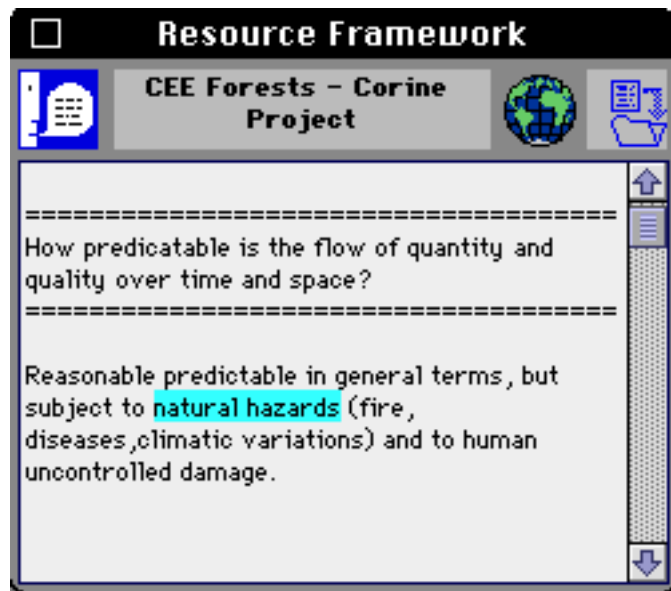 Resource Framework
CEE Forests - Corine
Project
=====================================
How predicatable is the flow of quantity and
quality over time and space?
=====================================
Reasonable predictable in general terms, but
subject to natural hazards (fire,
diseases,climatic variations) and to human
uncontrolled damage.